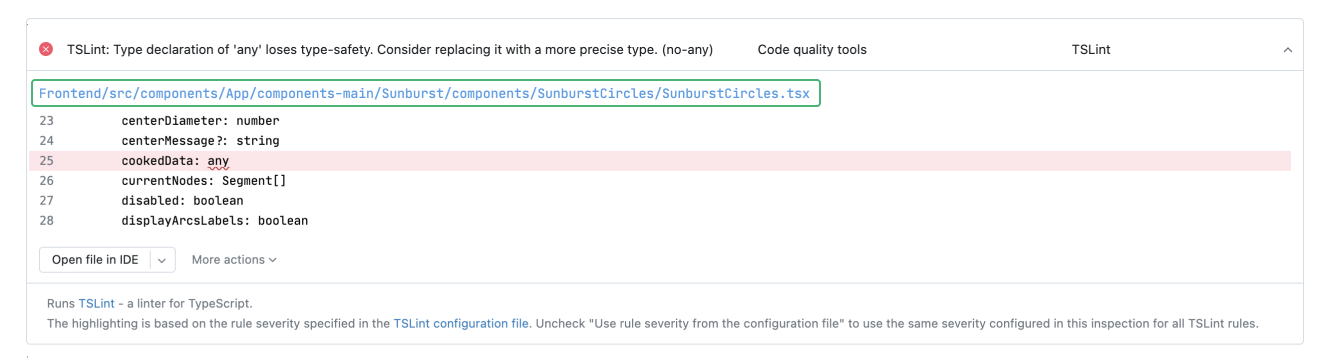 TSLint: Type declaration of 'any' loses type-safety. Consider replacing it with a more precise type. (no-any) Code quality tools TSLint
Frontend/src/components/App/components-main/Sunburst/components/SunburstCircles/SunburstCircles.tsx
23 centerDiameter: number
24 centerMessage?: string
25 cookedData: any
26 currentNodes: Segment[]
27 disabled: boolean
28 displayArcsLabels: boolean
Open file in IDE More actions
Runs TSLint - a linter for TypeScript.
The highlighting is based on the rule severity specified in the TSLint configuration file. Uncheck "Use rule severity from the configuration file" to use the same severity configured in this inspection for all TSLint rules.